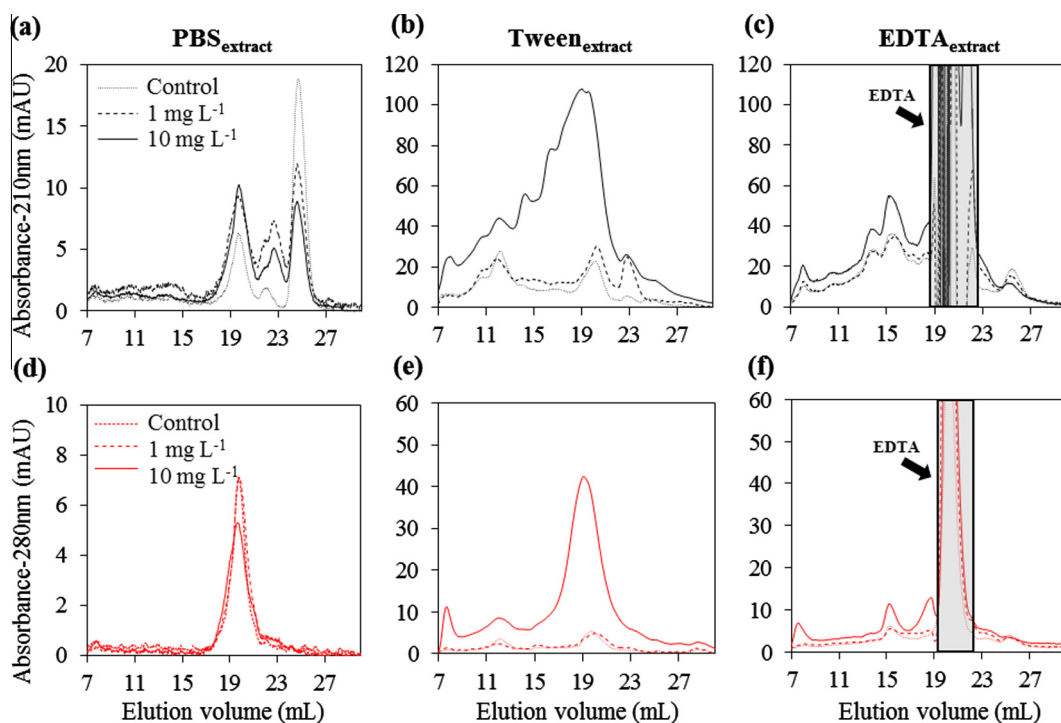 (a)
PBSextract
(b)
Tweenextract
(c)
EDTAextract
Absorbance-210nm (mAU)
20
15
10
5
0
Control
1 mg L-1
10 mg L-1
7 11 15 19 23 27
120
100
80
60
40
20
0
7 11 15 19 23 27
120
100
80
60
40
20
0
EDTA
7 11 15 19 23 27
(d)
(e)
(f)
Absorbance-280nm (mAU)
10
8
6
4
2
0
Control
1 mg L-1
10 mg L-1
7 11 15 19 23 27
Elution volume (mL)
60
50
40
30
20
10
0
7 11 15 19 23 27
Elution volume (mL)
60
50
40
30
20
10
0
EDTA
7 11 15 19 23 27
Elution volume (mL)